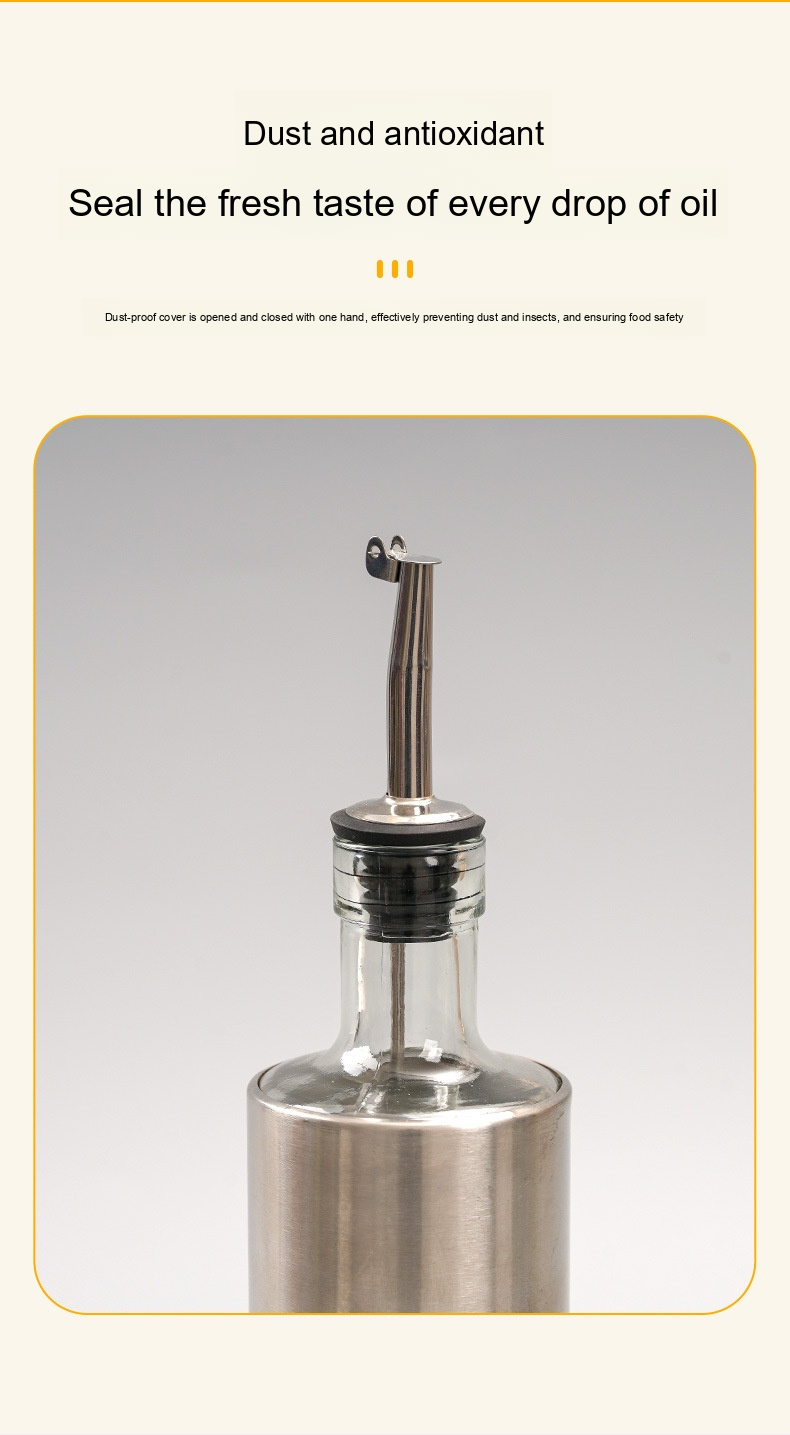 Dust and antioxidant
Seal the fresh taste of every drop of oil
Dust-proof cover is opened and closed with one hand, effectively preventing dust and insects, and ensuring food safety